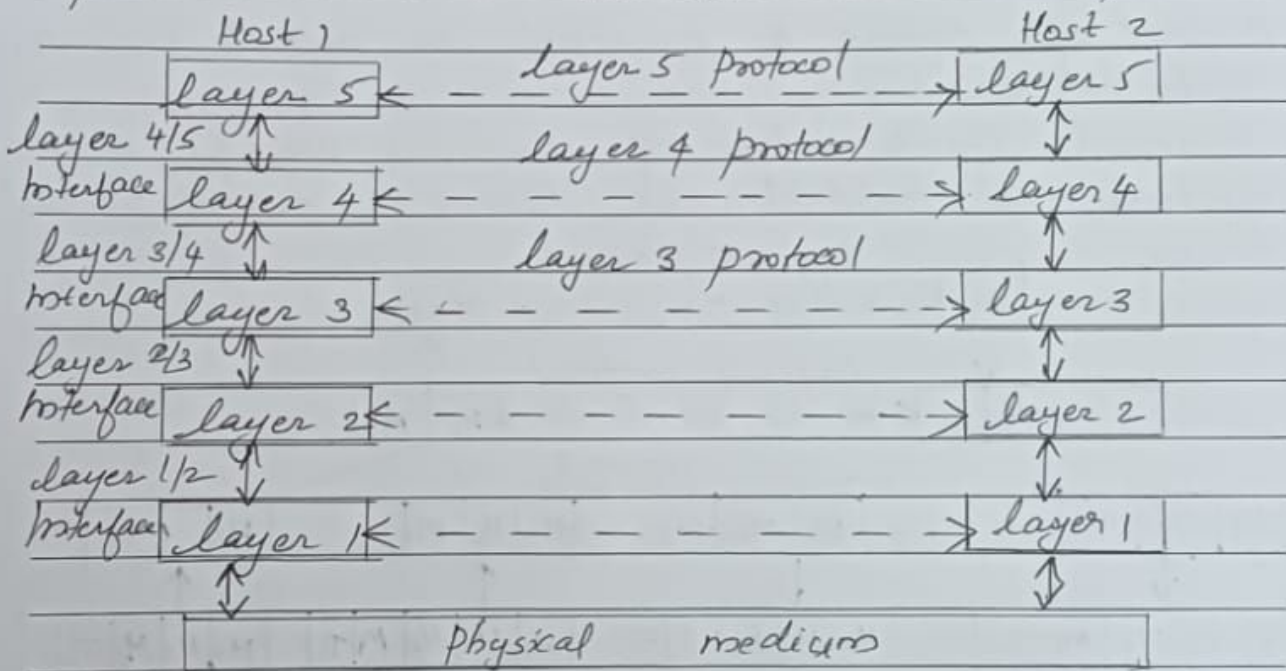 Host 1 Host 2
layer 5 protocol
layer 5 layer 5
layer 4/5 layer 4 protocol
Interface layer 4 layer 4
layer 3/4 layer 3 protocol
Interface layer 3 layer 3
layer 2/3
Interface layer 2 layer 2
layer 1/2
Interface layer 1 layer 1
physical medium